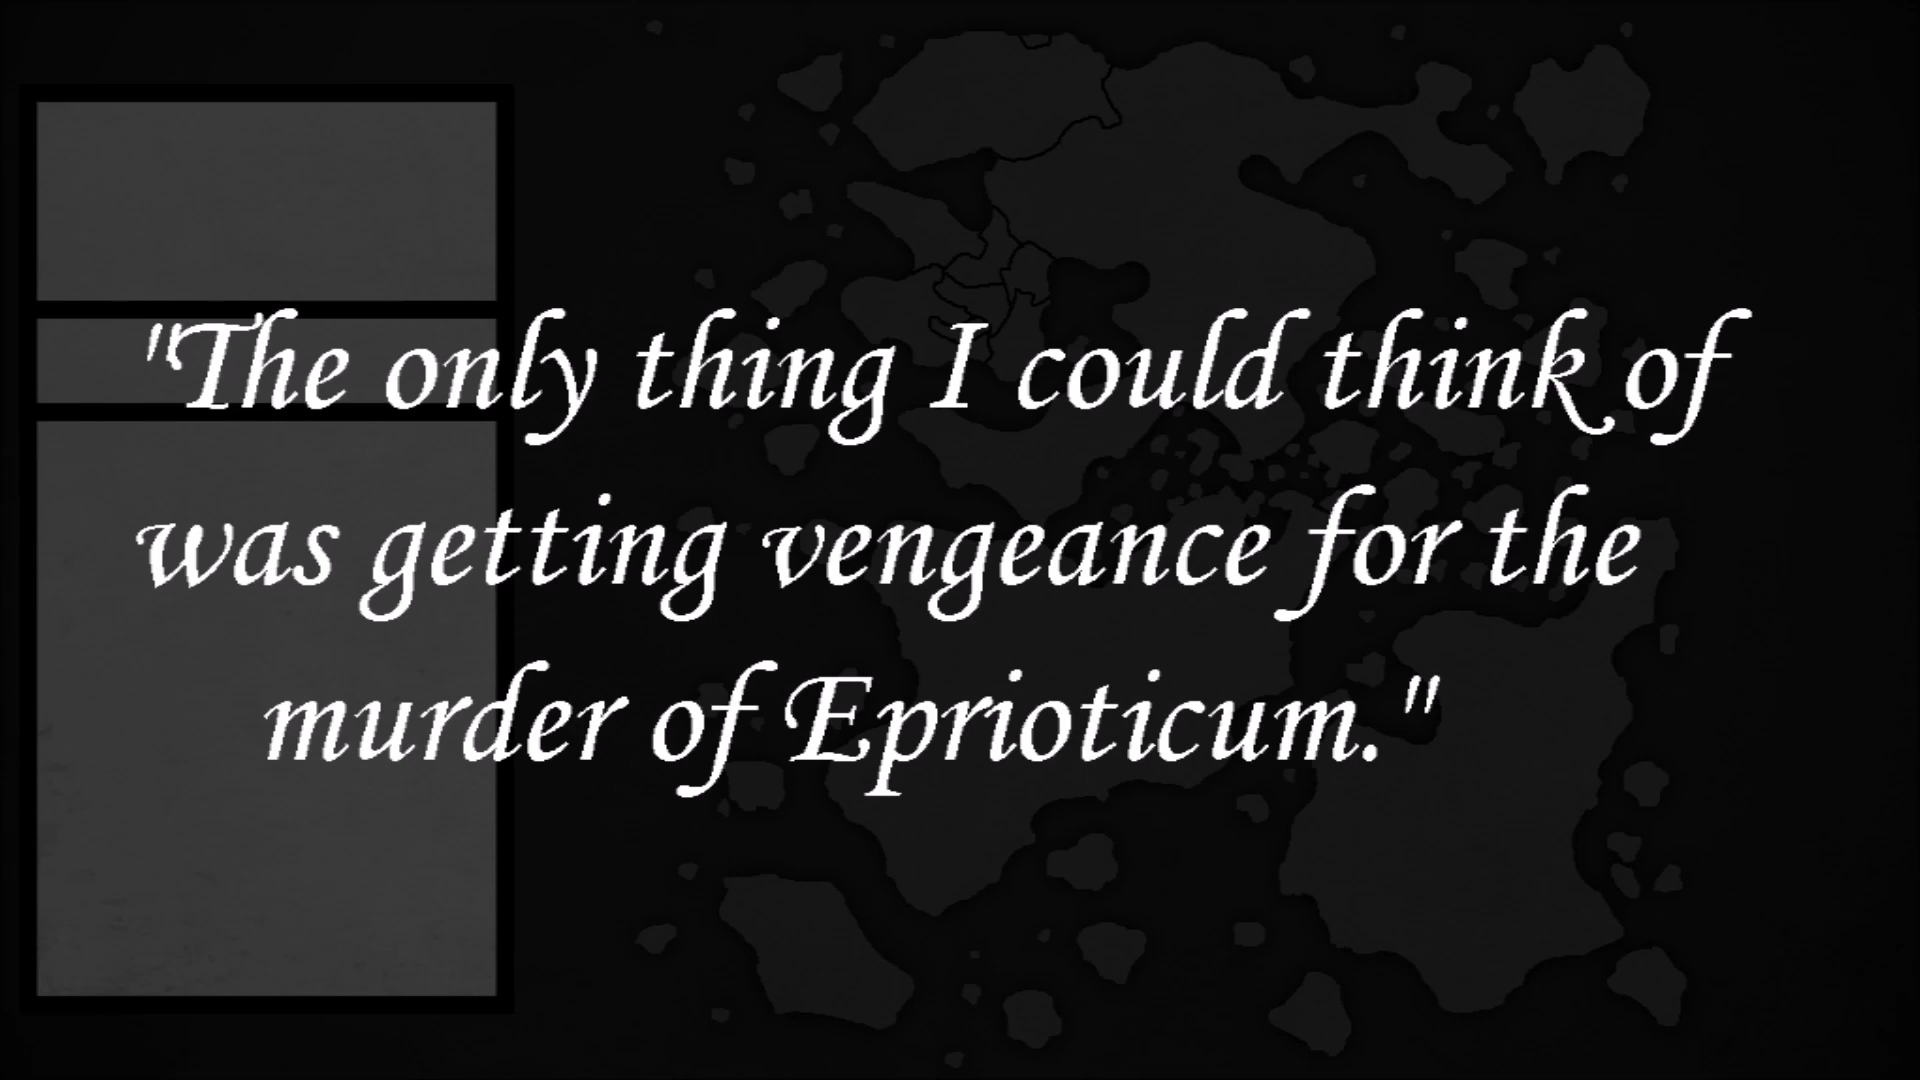 "The only thing I could think of
was getting vengeance for the
murder of Eprioticum."